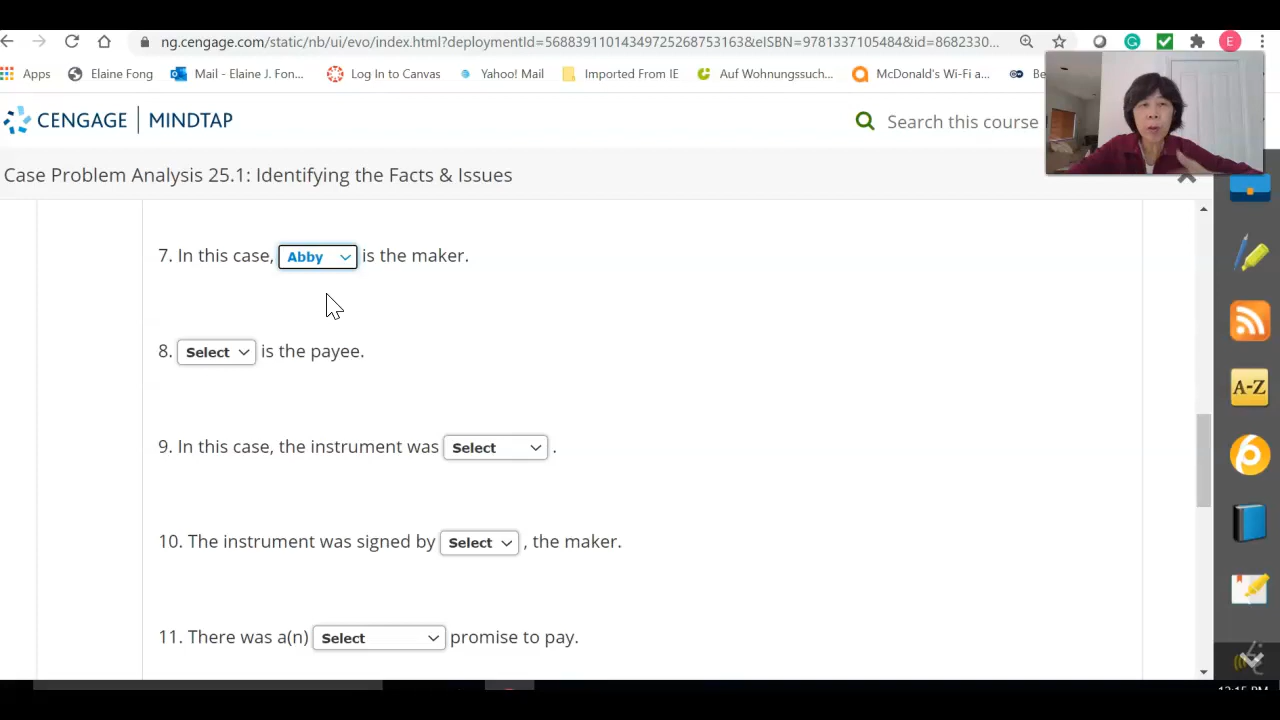 ng.cengage.com/static/nb/ui/evo/index.html?deploymentId=56883911014349725268753163&eISBN=9781337105484&id=8682330...
E
Apps Elaine Fong Mail - Elaine J. Fon... Log In to Canvas Yahoo! Mail Imported From IE Auf Wohnungssuch... McDonald's Wi-Fi a... Be
CENGAGE MINDTAP
Search this course
Case Problem Analysis 25.1: Identifying the Facts & Issues
7. In this case, Abby is the maker.
8. Select is the payee.
9. In this case, the instrument was Select .
10. The instrument was signed by Select , the maker.
11. There was a(n) Select promise to pay.
A-Z